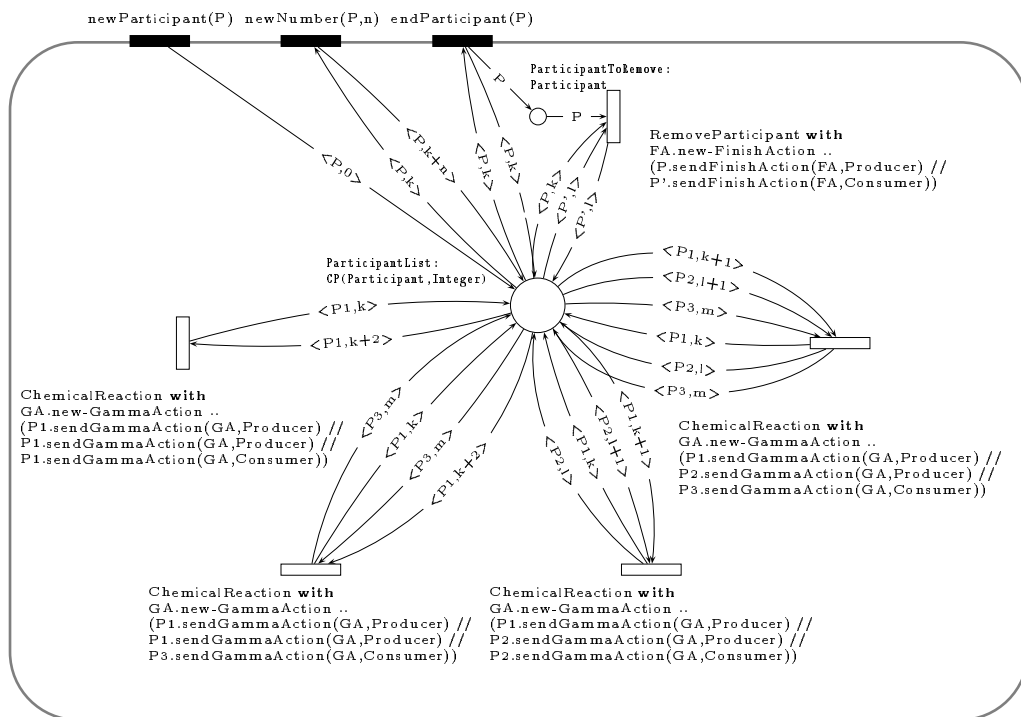 newParticipant(P) newNumber(P,n) endParticipant(P)
ParticipantToRemove:
Participant
P
P
RemoveParticipant with
FA.new-FinishAction ..
(P.sendFinishAction(FA,Producer) //
P'.sendFinishAction(FA,Consumer))
<P,0>
<P,k+n>
<P,k>
<P,k>
<P,k>
<P,k>
<P',l>
<P',l>
ParticipantList:
CP(Participant,Integer)
<P1,k+1>
<P2,l+1>
<P3,m>
<P1,k>
<P2,l>
<P3,m>
<P1,k>
<P1,k+2>
ChemicalReaction with
GA.new-GammaAction ..
(P1.sendGammaAction(GA,Producer) //
P1.sendGammaAction(GA,Producer) //
P1.sendGammaAction(GA,Consumer))
<P3,m>
<P1,k>
<P3,m>
<P1,k+2>
<P2,l>
<P1,k>
<P2,l+1>
<P1,k+1>
ChemicalReaction with
GA.new-GammaAction ..
(P1.sendGammaAction(GA,Producer) //
P2.sendGammaAction(GA,Producer) //
P3.sendGammaAction(GA,Consumer))
ChemicalReaction with
GA.new-GammaAction ..
(P1.sendGammaAction(GA,Producer) //
P1.sendGammaAction(GA,Producer) //
P3.sendGammaAction(GA,Consumer))
ChemicalReaction with
GA.new-GammaAction ..
(P1.sendGammaAction(GA,Producer) //
P2.sendGammaAction(GA,Producer) //
P2.sendGammaAction(GA,Consumer))